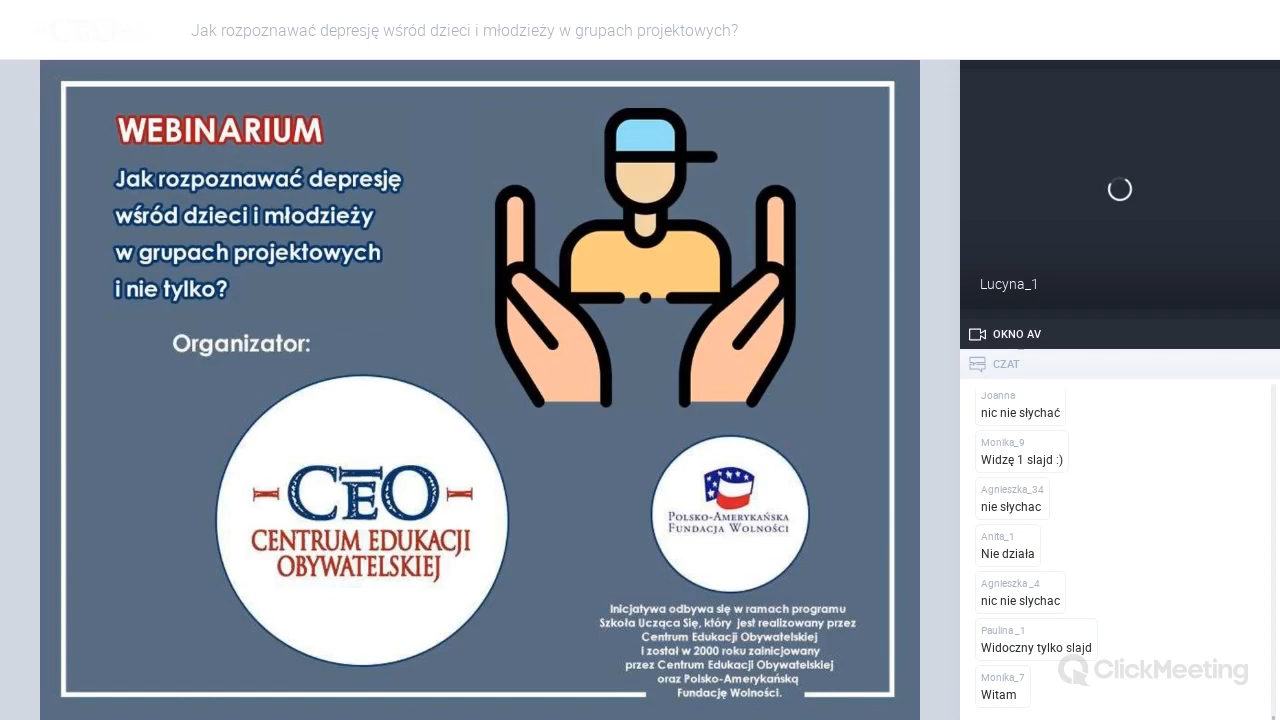 Jak rozpoznawać depresję wśród dzieci i młodzieży w grupach projektowych?
WEBINARIUM
Jak rozpoznawać depresję
wśród dzieci i młodzieży
w grupach projektowych
i nie tylko?
Organizator:
CEO
CENTRUM EDUKACJI
OBYWATELSKIEJ
POLSKO-AMERYKAŃSKA
FUNDACJA WOLNOŚCI
Inicjatywa odbywa się w ramach programu
Szkoła Ucząca Się, który jest realizowany przez
Centrum Edukacji Obywatelskiej
i został w 2000 roku zainicjowany
przez Centrum Edukacji Obywatelskiej
oraz Polsko-Amerykańską
Fundację Wolności.
Lucyna_1
OKNO AV
CZAT
Joanna
nic nie słychać
Monika_9
Widzę 1 slajd :)
Agnieszka_34
nie słychac
Anita_1
Nie działa
Agnieszka_4
nic nie slychac
Paulina_1
Widoczny tylko slajd
Monika_7
Witam
ClickMeeting